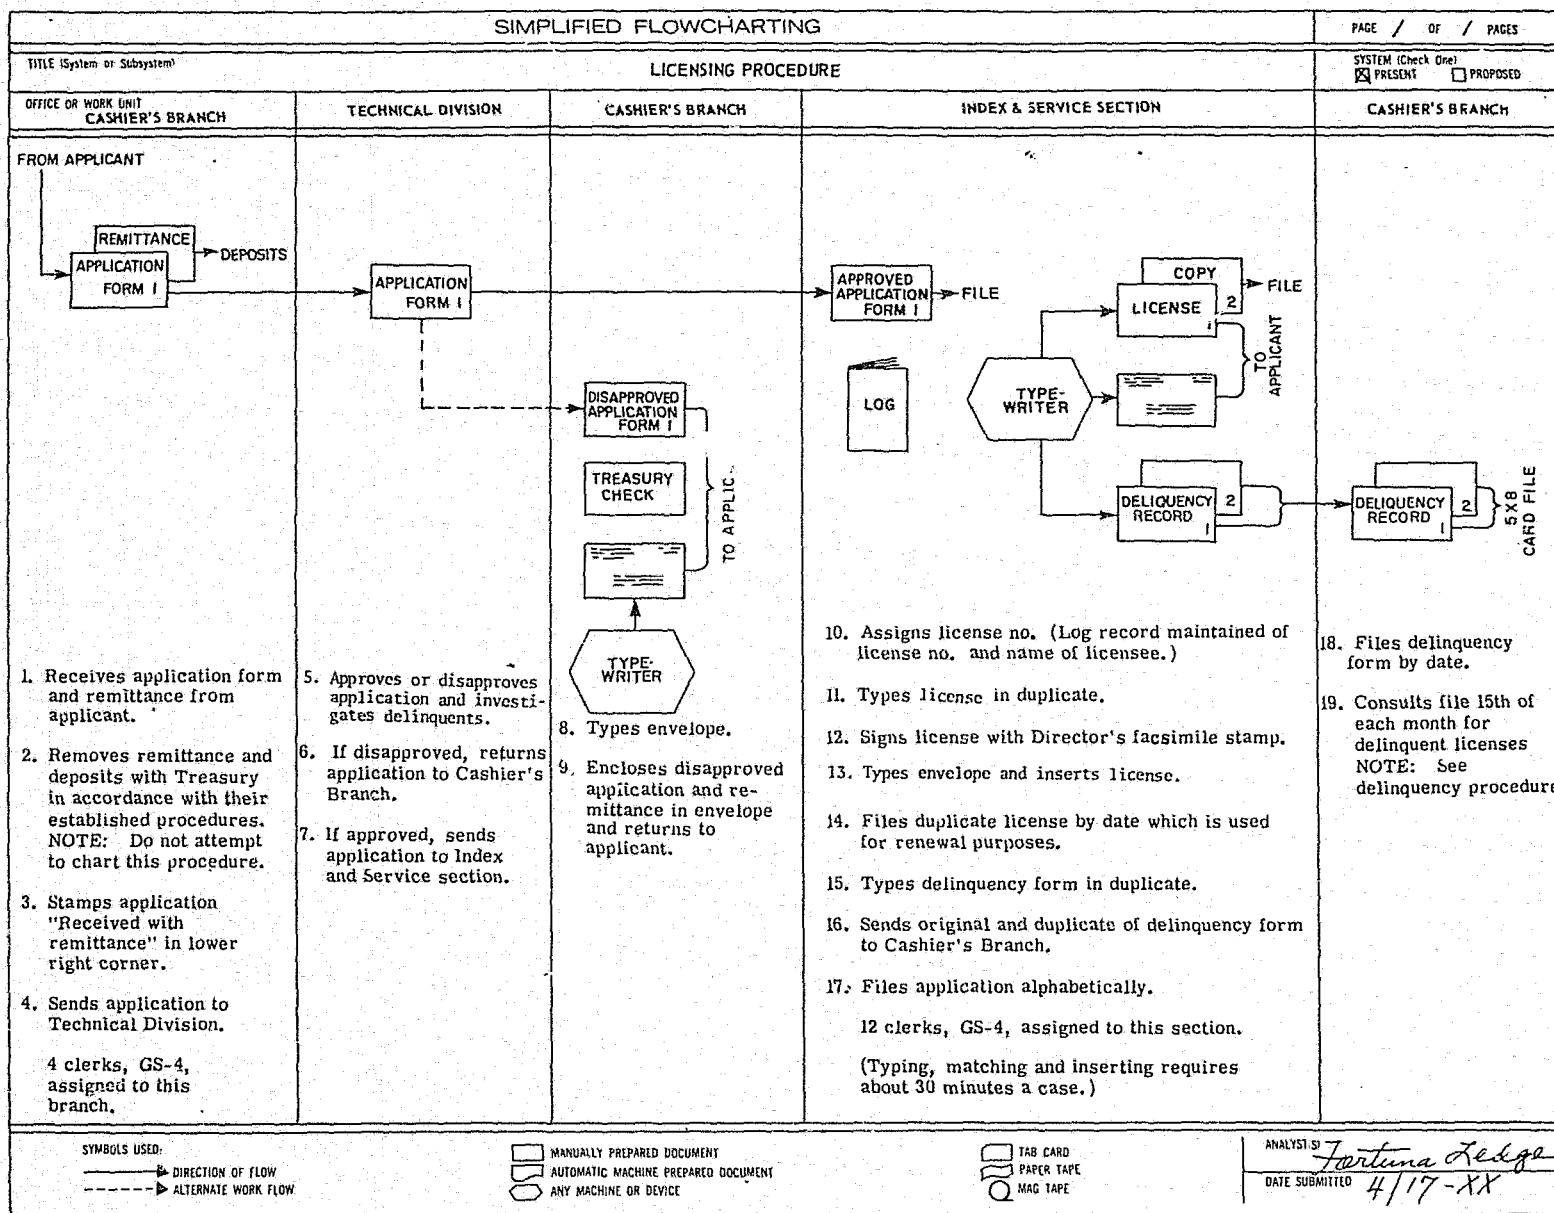 SIMPLIFIED FLOWCHARTING
PAGE 1 OF 1 PAGES
TITLE (System or Subsystem)
LICENSING PROCEDURE
SYSTEM (Check One)
PRESENT PROPOSED
OFFICE OR WORK UNIT
CASHIER'S BRANCH
TECHNICAL DIVISION
CASHIER'S BRANCH
INDEX & SERVICE SECTION
CASHIER'S BRANCH
FROM APPLICANT
REMITTANCE
DEPOSITS
APPLICATION
FORM 1
APPLICATION
FORM 1
DISAPPROVED
APPLICATION
FORM 1
TREASURY
CHECK
TO APPLIC.
TYPE-
WRITER
APPROVED
APPLICATION
FORM 1
FILE
LOG
TYPE-
WRITER
COPY
2
FILE
LICENSE
1
TO
APPLICANT
DELIQUENCY
RECORD
2
1
DELIQUENCY
RECORD
2
1
5X8
CARD FILE
1. Receives application form
and remittance from
applicant.
2. Removes remittance and
deposits with Treasury
in accordance with their
established procedures.
NOTE: Do not attempt
to chart this procedure.
3. Stamps application
"Received with
remittance" in lower
right corner.
4. Sends application to
Technical Division.
4 clerks, GS-4,
assigned to this
branch.
5. Approves or disapproves
application and investi-
gates delinquents.
6. If disapproved, returns
application to Cashier's
Branch.
7. If approved, sends
application to Index
and Service section.
8. Types envelope.
9. Encloses disapproved
application and re-
mittance in envelope
and returns to
applicant.
10. Assigns license no. (Log record maintained of
license no. and name of licensee.)
11. Types license in duplicate.
12. Signs license with Director's facsimile stamp.
13. Types envelope and inserts license.
14. Files duplicate license by date which is used
for renewal purposes.
15. Types delinquency form in duplicate.
16. Sends original and duplicate of delinquency form
to Cashier's Branch.
17. Files application alphabetically.
12 clerks, GS-4, assigned to this section.
(Typing, matching and inserting requires
about 30 minutes a case.)
18. Files delinquency
form by date.
19. Consults file 15th of
each month for
delinquent licenses
NOTE: See
delinquency procedure
SYMBOLS USED:
DIRECTION OF FLOW
ALTERNATE WORK FLOW
MANUALLY PREPARED DOCUMENT
AUTOMATIC MACHINE PREPARED DOCUMENT
ANY MACHINE OR DEVICE
TAB CARD
PAPER TAPE
MAG TAPE
ANALYST(S) Fortuna Ledge
DATE SUBMITTED 4/17-XX